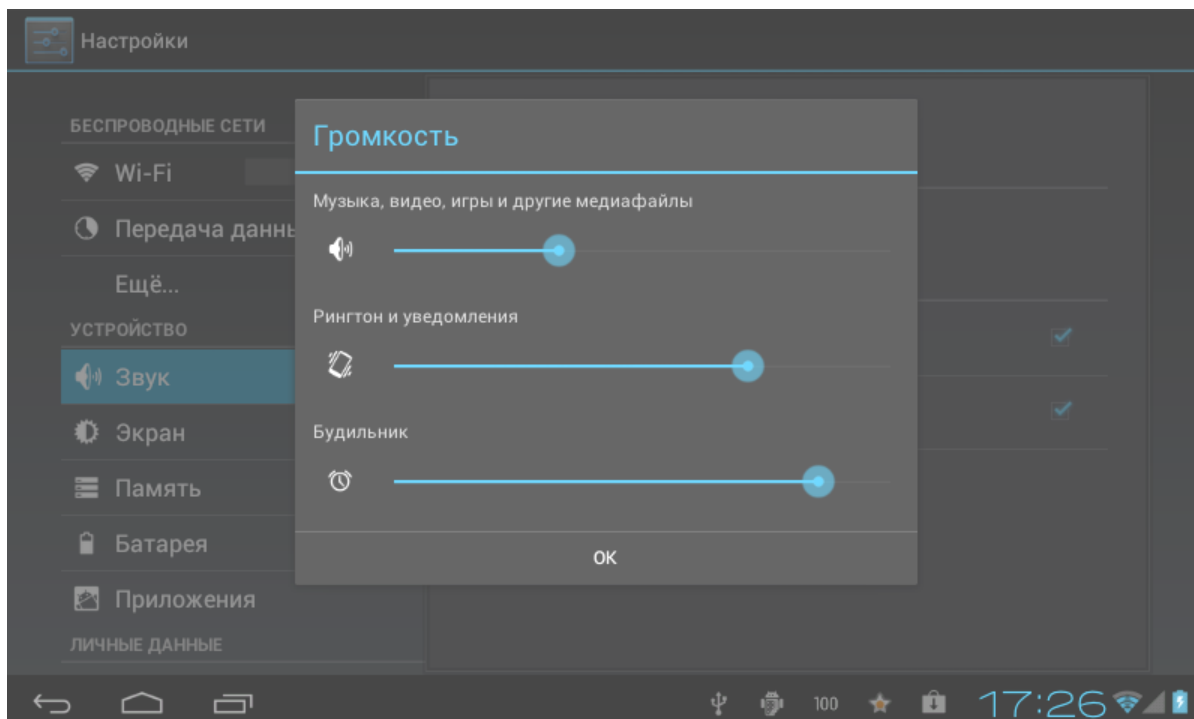 Настройки
БЕСПРОВОДНЫЕ СЕТИ
Wi-Fi
Передача данны
Ещё...
УСТРОЙСТВО
Звук
Экран
Память
Батарея
Приложения
ЛИЧНЫЕ ДАННЫЕ
Громкость
Музыка, видео, игры и другие медиафайлы
Рингтон и уведомления
Будильник
ОК
100
17:26